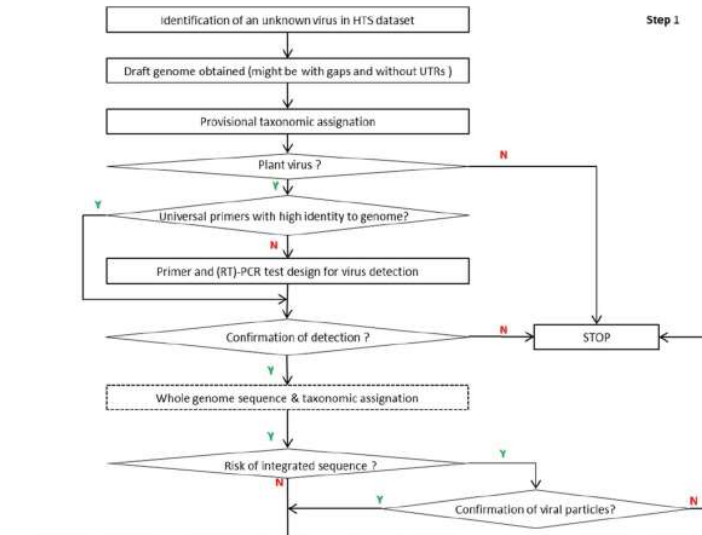 Identification of an unknown virus in HTS dataset
Step 1
Draft genome obtained (might be with gaps and without UTRs )
Provisional taxonomic assignation
Plant virus ?
N
Y
Y
Universal primers with high identity to genome?
N
Primer and (RT)-PCR test design for virus detection
Confirmation of detection ?
N
STOP
Y
Whole genome sequence & taxonomic assignation
Y
Risk of integrated sequence ?
Y
N
Y
Confirmation of viral particles?
N